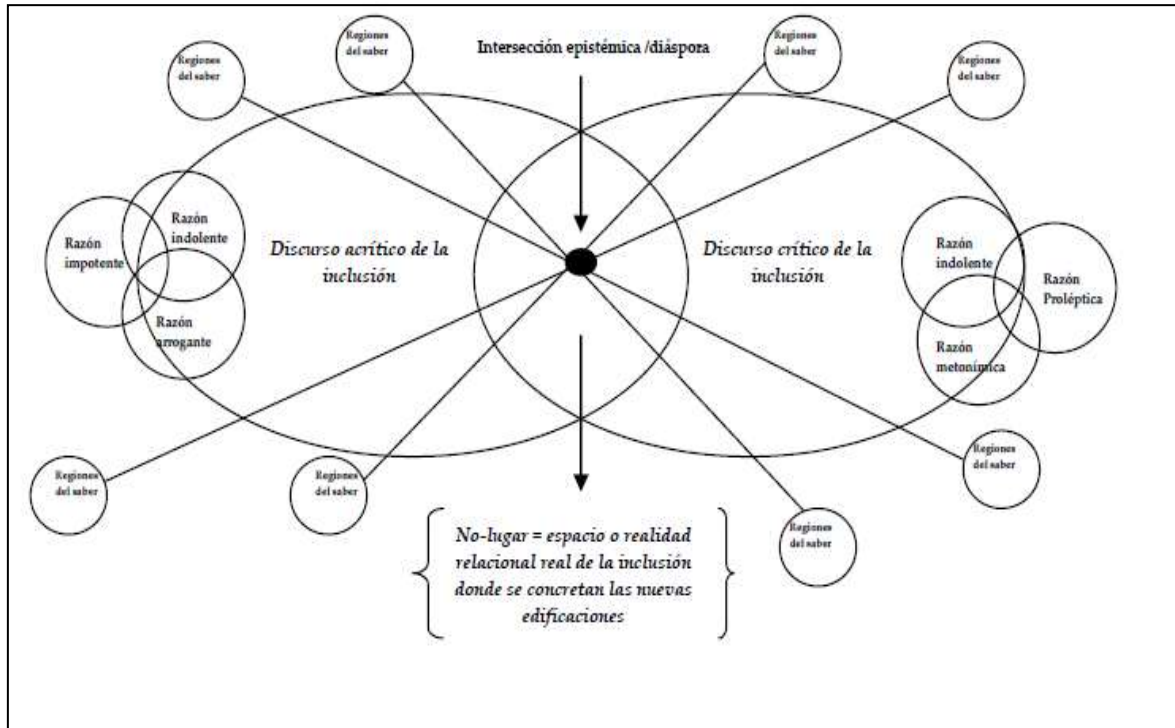 Regiones
del saber
Regiones
del saber
Intersección epistémica /diáspora
Regiones
del saber
Regiones
del saber
Razón
impotente
Razón
indolente
Razón
arrogante
Discurso acrítico de la
inclusión
Discurso crítico de la
inclusión
Razón
indolente
Razón
Proléptica
Razón
metonímica
Regiones
del saber
Regiones
del saber
Regiones
del saber
Regiones
del saber
No-lugar = espacio o realidad
relacional real de la inclusión
donde se concretan las nuevas
edificaciones